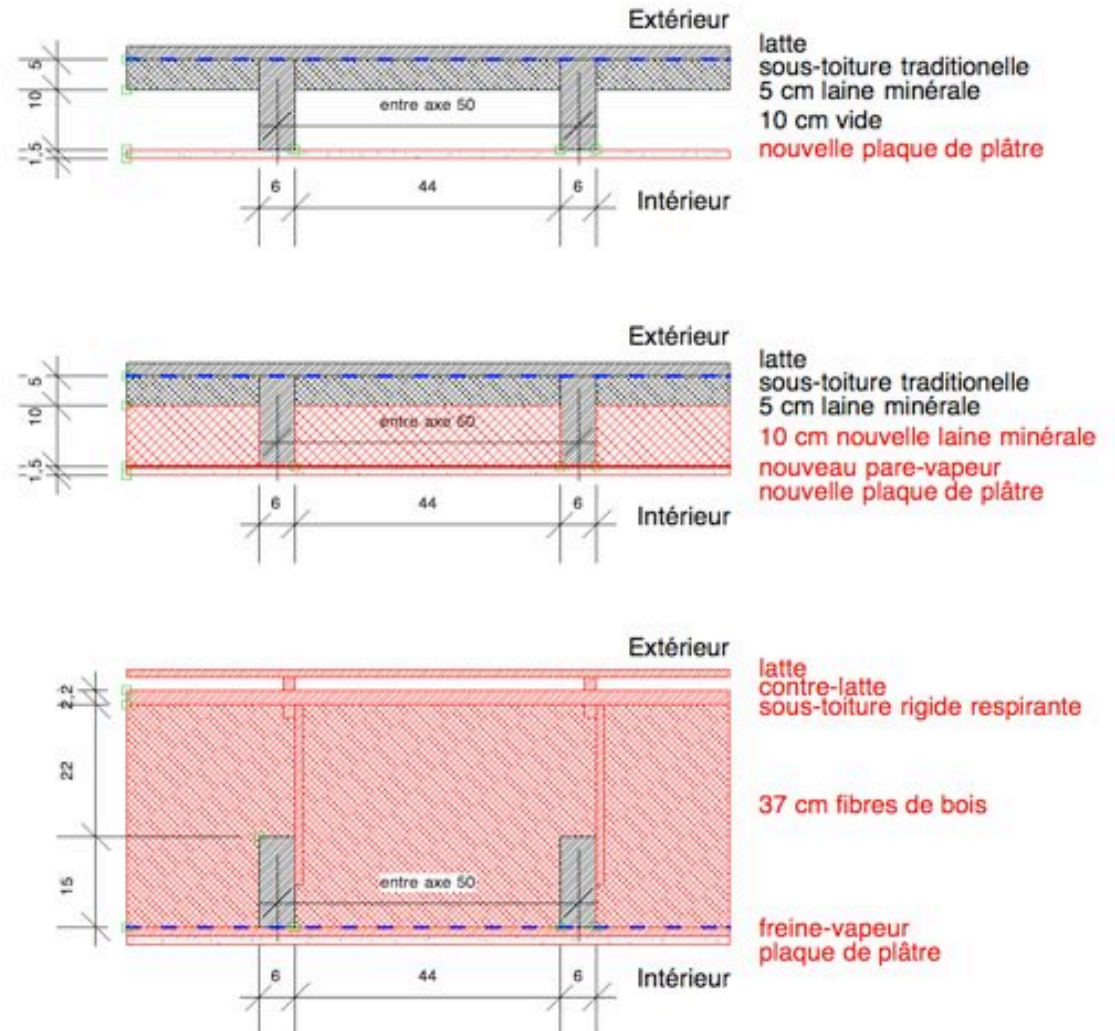 Extérieur
latte
sous-toiture traditionelle
5 cm laine minérale
10 cm vide
nouvelle plaque de plâtre
5
10
1,5
entre axe 50
6
44
6
Intérieur
Extérieur
latte
sous-toiture traditionelle
5 cm laine minérale
10 cm nouvelle laine minérale
nouveau pare-vapeur
nouvelle plaque de plâtre
5
10
1,5
entre axe 50
6
44
6
Intérieur
Extérieur
latte
contre-latte
sous-toiture rigide respirante
37 cm fibres de bois
freine-vapeur
plaque de plâtre
2,2
22
15
entre axe 50
6
44
6
Intérieur